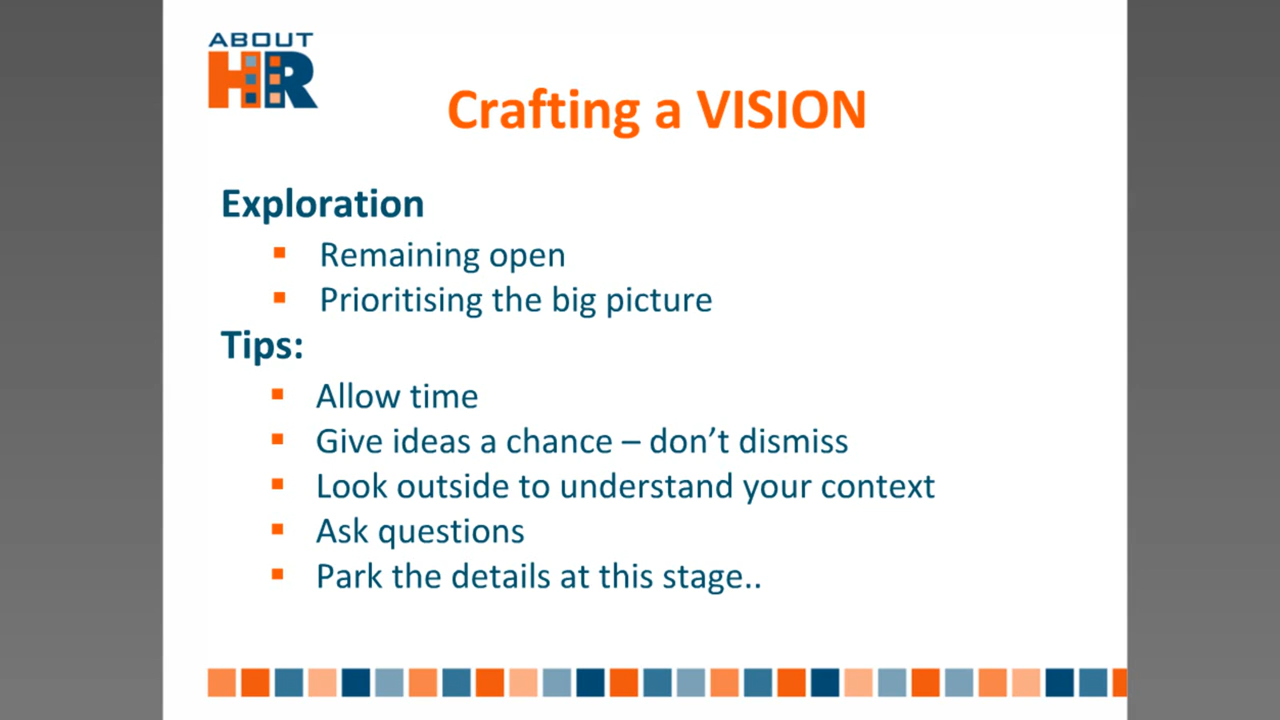 ABOUT
HR
Crafting a VISION
Exploration
Remaining open
Prioritising the big picture
Tips:
Allow time
Give ideas a chance – don’t dismiss
Look outside to understand your context
Ask questions
Park the details at this stage..